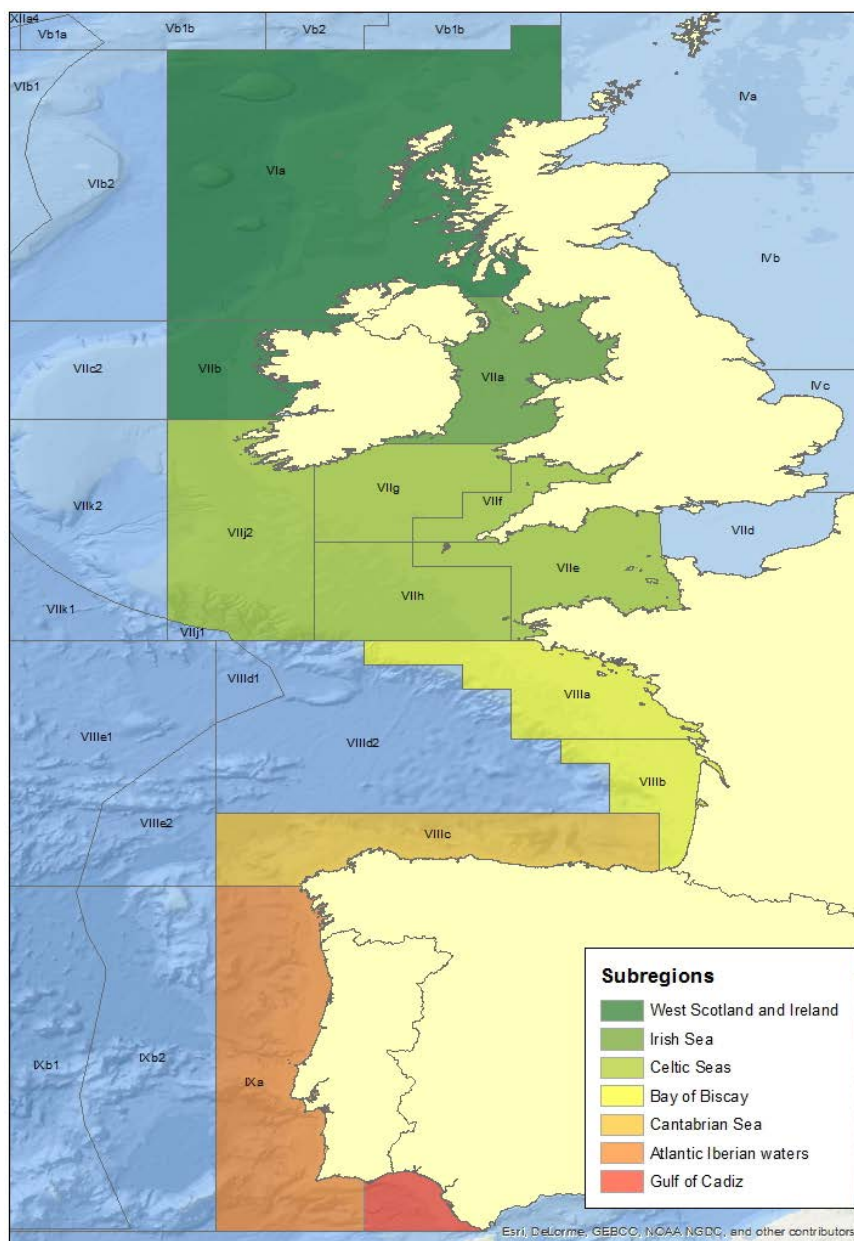 XIIa4
Vb1a
Vb1b
Vb2
Vb1b
VIb1
IVa
VIa
VIb2
IVb
VIIc2
VIIb
VIIa
IVc
VIIg
VIIk2
VIIf
VIIj2
VIId
VIIe
VIIh
VIIk1
VIIj1
VIIId1
VIIIa
VIIIe1
VIIId2
VIIIb
VIIIe2
VIIIc
Subregions
West Scotland and Ireland
Irish Sea
Celtic Seas
Bay of Biscay
Cantabrian Sea
Atlantic Iberian waters
Gulf of Cadiz
IXb1
IXb2
IXa
Esri, DeLorme, GEBCO, NOAA NGDC, and other contributors